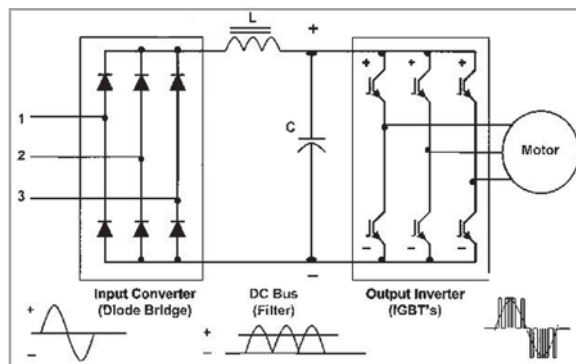 L
+
+
+
+
1
2
3
C
Motor
−
−
−
−
Input Converter
(Diode Bridge)
DC Bus
(Filter)
Output Inverter
(IGBT's)
+
−
+
−